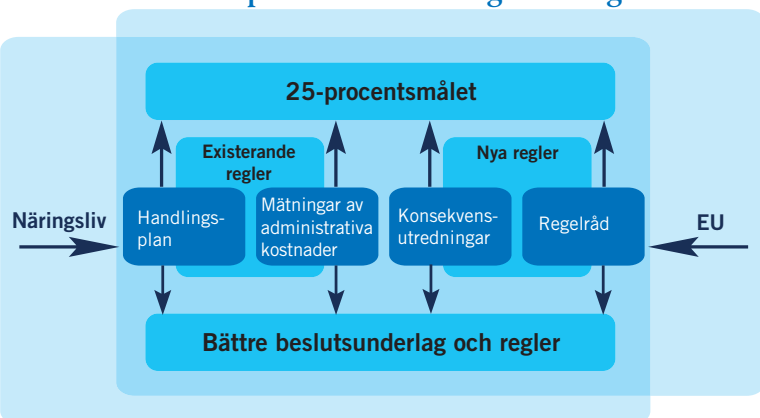 25-procentsmålet
Existerande
regler
Nya regler
Näringsliv
Handlings-
plan
Mätningar av
administrativa
kostnader
Konsekvens-
utredningar
Regelråd
EU
Bättre beslutsunderlag och regler